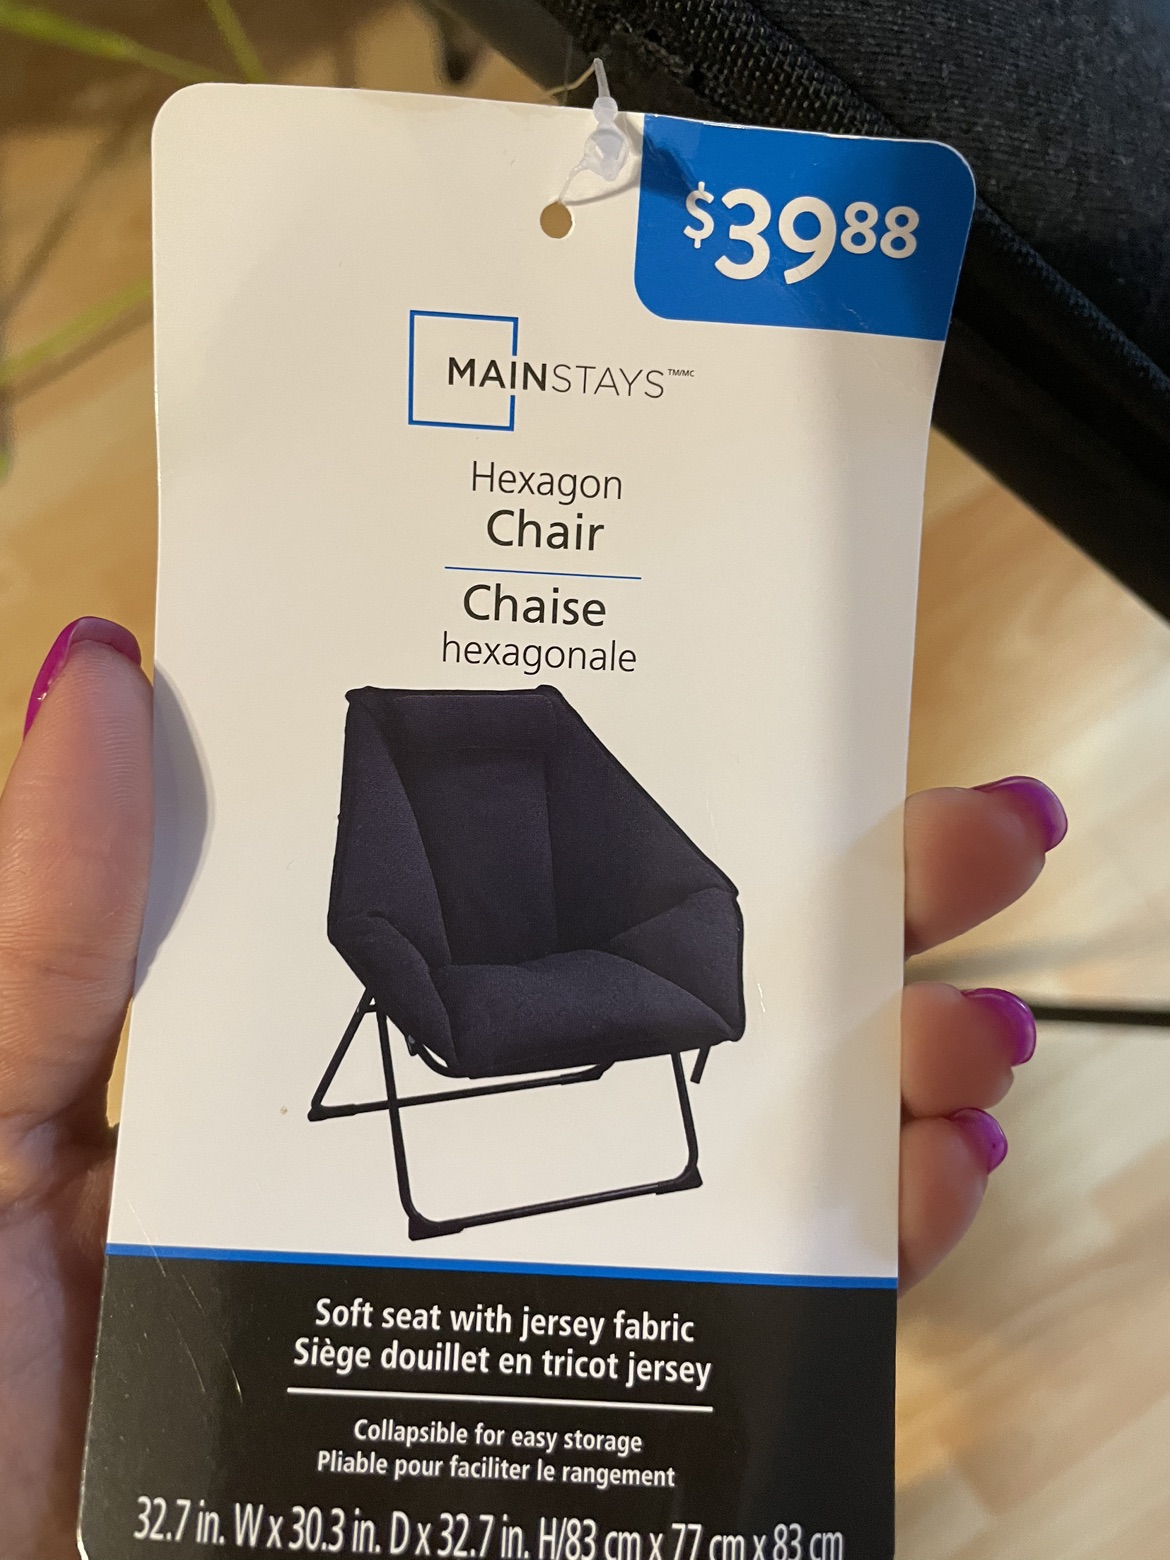 $39 88
MAINSTAYS TM/MC
Hexagon
Chair
Chaise
hexagonale
Soft seat with jersey fabric
Siège douillet en tricot jersey
Collapsible for easy storage
Pliable pour faciliter le rangement
32.7 in. W x 30.3 in. D x 32.7 in. H/83 cm x 77 cm x 83 cm